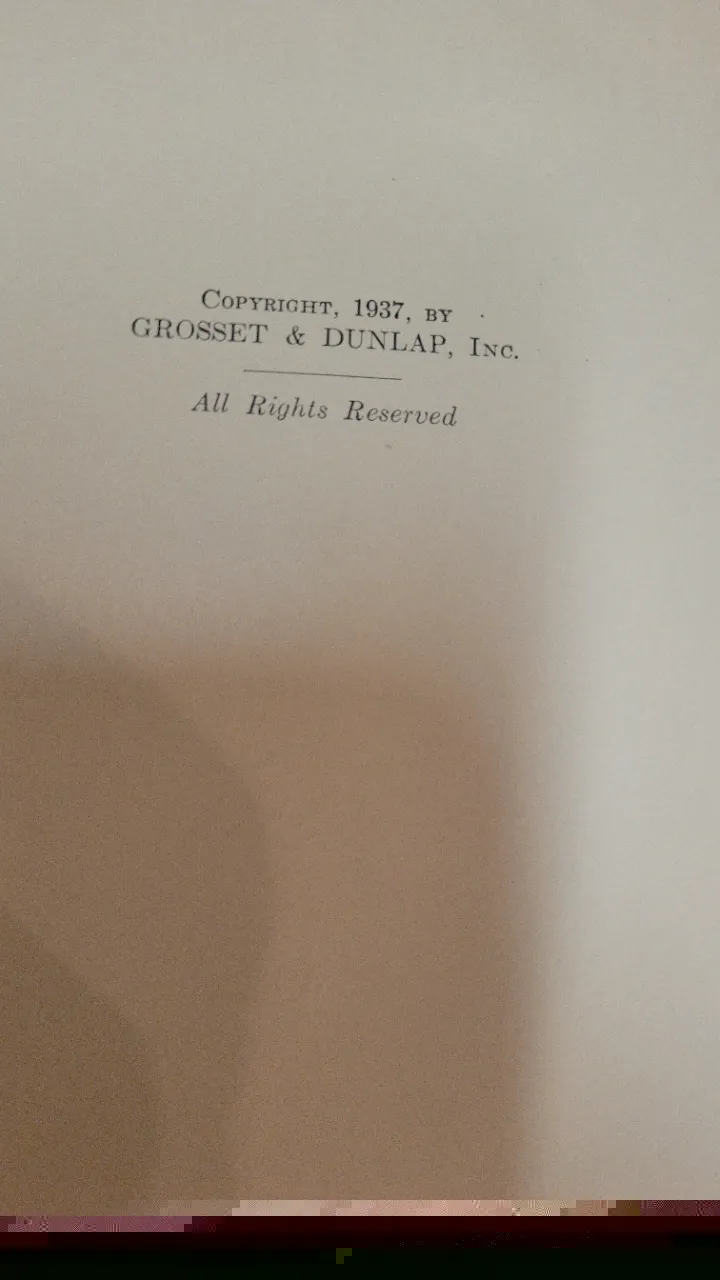 Copyright, 1937, by
GROSSET & DUNLAP, Inc.
All Rights Reserved